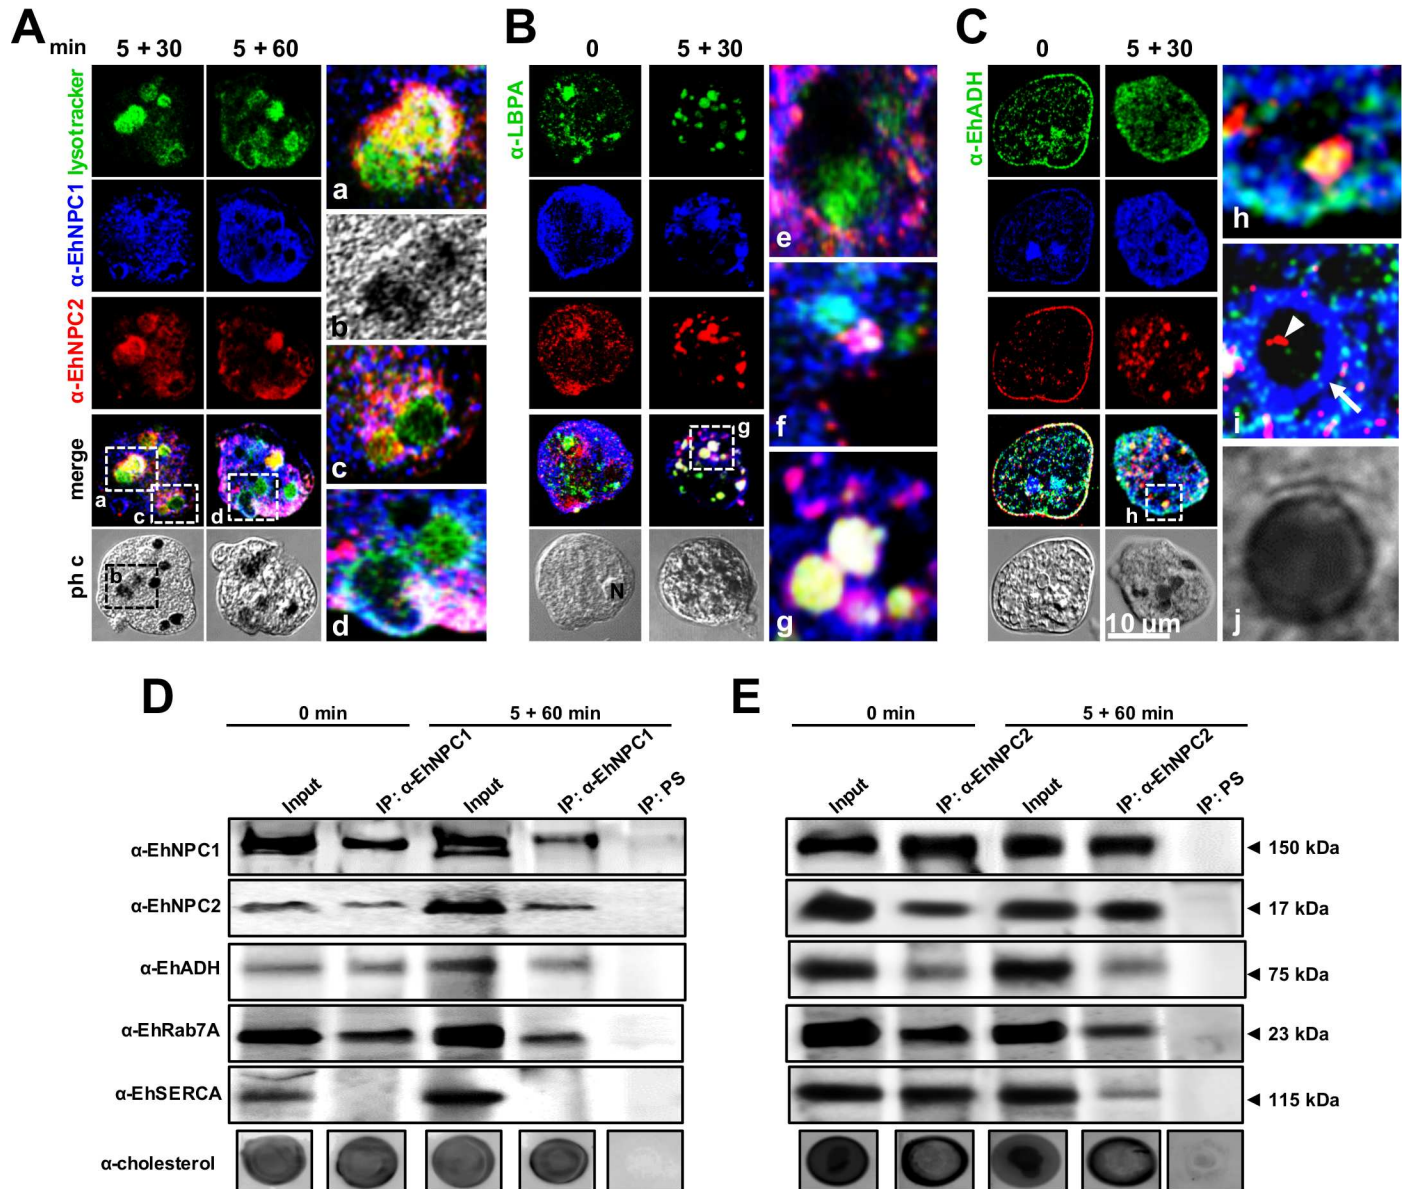 A
min
5 + 30
5 + 60
lysotracker
α-EhNPC1
α-EhNPC2
merge
ph c
a
c
d
b
a
b
c
d
B
0
5 + 30
α-LBPA
g
N
e
f
g
C
0
5 + 30
α-EhADH
h
10 µm
h
i
j
D
0 min
5 + 60 min
Input
IP: α-EhNPC1
Input
IP: α-EhNPC1
IP: PS
α-EhNPC1
α-EhNPC2
α-EhADH
α-EhRab7A
α-EhSERCA
α-cholesterol
E
0 min
5 + 60 min
Input
IP: α-EhNPC2
Input
IP: α-EhNPC2
IP: PS
150 kDa
17 kDa
75 kDa
23 kDa
115 kDa